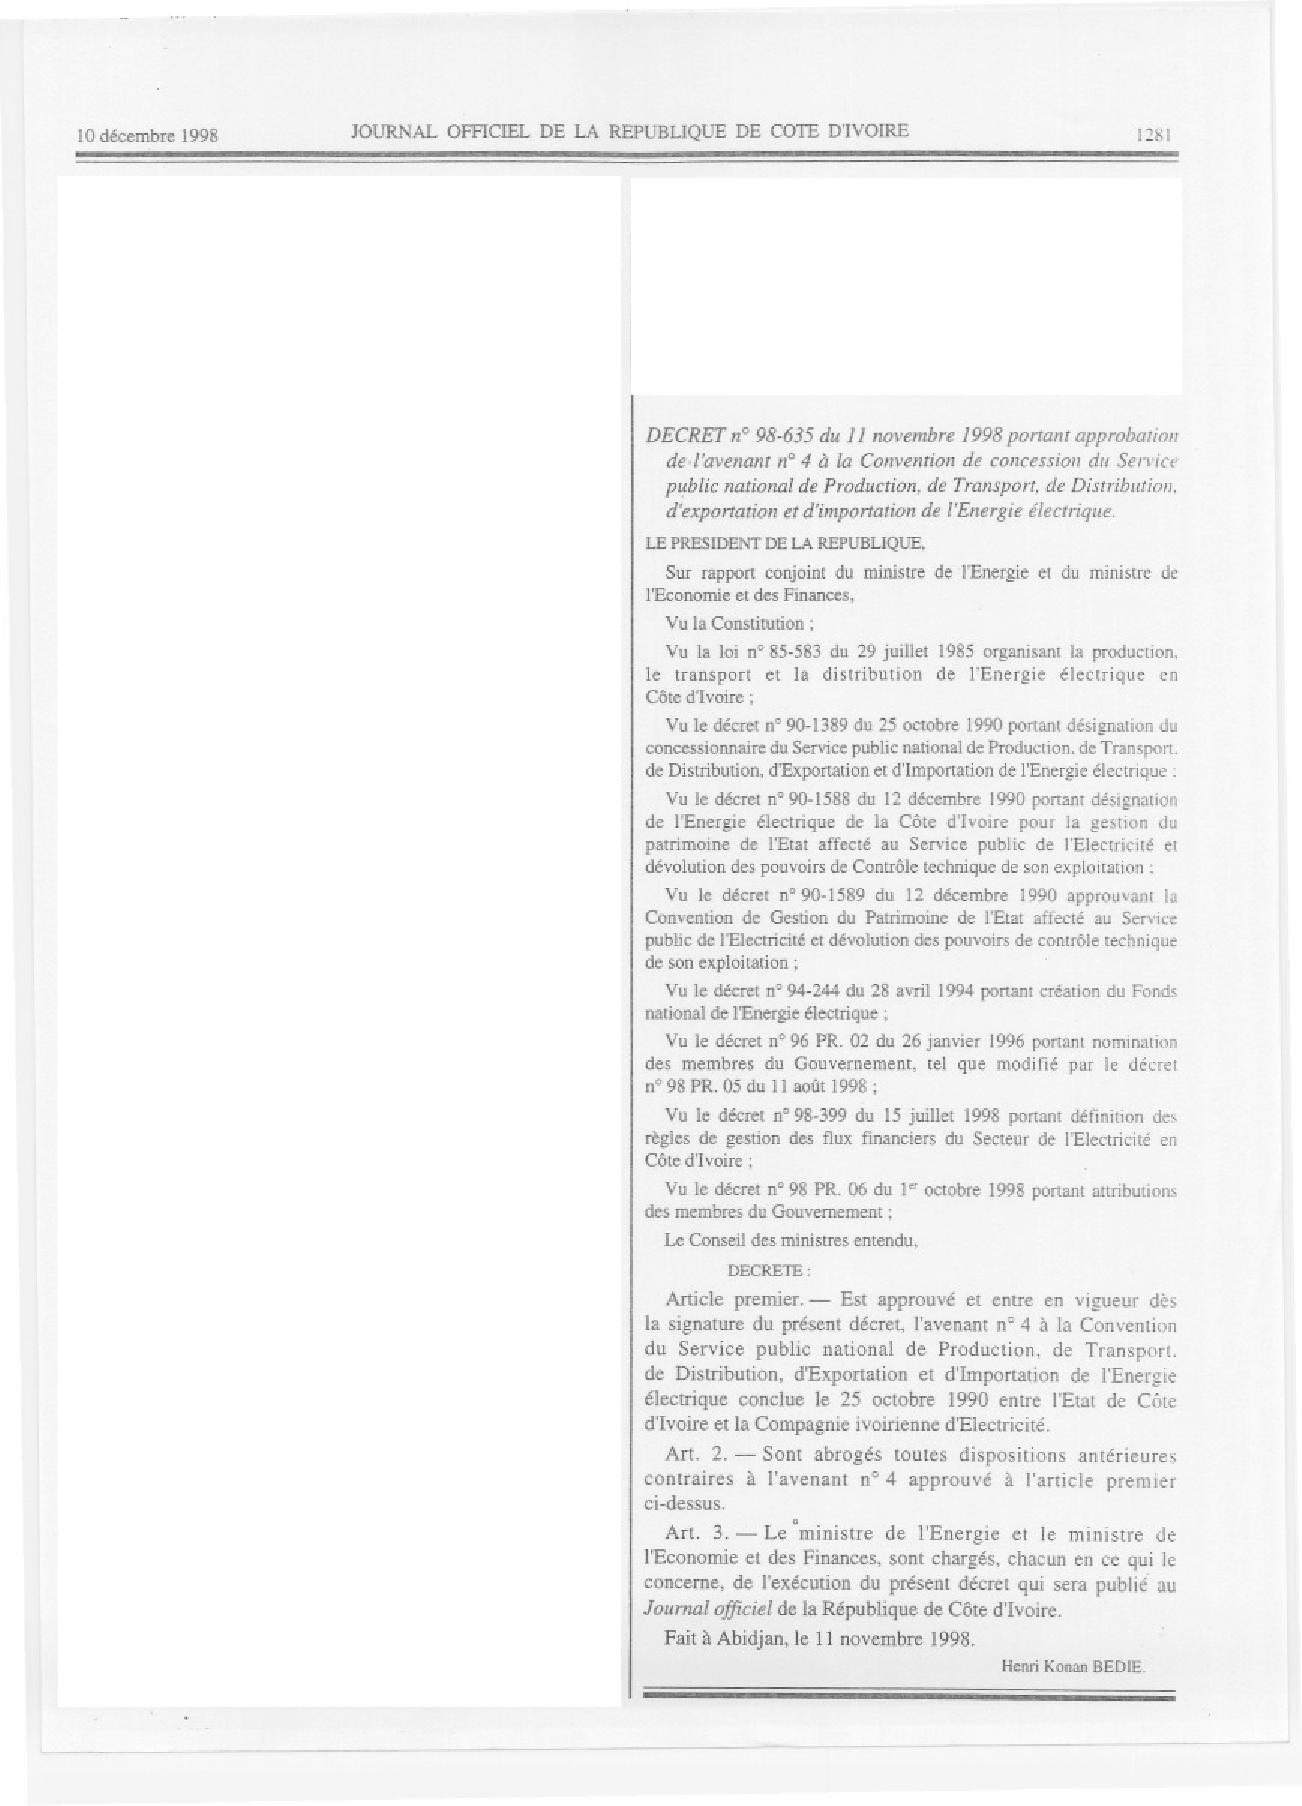 10 décembre 1998
JOURNAL OFFICIEL DE LA REPUBLIQUE DE COTE D'IVOIRE
1281
DECRET n° 98-635 du 11 novembre 1998 portant approbation
de l'avenant n° 4 à la Convention de concession du Service
public national de Production, de Transport, de Distribution,
d'exportation et d'importation de l'Energie électrique.
LE PRESIDENT DE LA REPUBLIQUE,
Sur rapport conjoint du ministre de l'Energie et du ministre de
l'Economie et des Finances,
Vu la Constitution ;
Vu la loi n° 85-583 du 29 juillet 1985 organisant la production,
le transport et la distribution de l'Energie électrique en
Côte d'Ivoire ;
Vu le décret n° 90-1389 du 25 octobre 1990 portant désignation du
concessionnaire du Service public national de Production, de Transport,
de Distribution, d'Exportation et d'Importation de l'Energie électrique ;
Vu le décret n° 90-1588 du 12 décembre 1990 portant désignation
de l'Energie électrique de la Côte d'Ivoire pour la gestion du
patrimoine de l'Etat affecté au Service public de l'Electricité et
dévolution des pouvoirs de Contrôle technique de son exploitation ;
Vu le décret n° 90-1589 du 12 décembre 1990 approuvant la
Convention de Gestion du Patrimoine de l'Etat affecté au Service
public de l'Electricité et dévolution des pouvoirs de contrôle technique
de son exploitation ;
Vu le décret n° 94-244 du 28 avril 1994 portant création du Fonds
national de l'Energie électrique ;
Vu le décret n° 96 PR. 02 du 26 janvier 1996 portant nomination
des membres du Gouvernement, tel que modifié par le décret
n° 98 PR. 05 du 11 août 1998 ;
Vu le décret n° 98-399 du 15 juillet 1998 portant définition des
règles de gestion des flux financiers du Secteur de l'Electricité en
Côte d'Ivoire ;
Vu le décret n° 98 PR. 06 du 1er octobre 1998 portant attributions
des membres du Gouvernement ;
Le Conseil des ministres entendu,
DECRETE :
Article premier. — Est approuvé et entre en vigueur dès
la signature du présent décret, l'avenant n° 4 à la Convention
du Service public national de Production, de Transport,
de Distribution, d'Exportation et d'Importation de l'Energie
électrique conclue le 25 octobre 1990 entre l'Etat de Côte
d'Ivoire et la Compagnie ivoirienne d'Electricité.
Art. 2. — Sont abrogés toutes dispositions antérieures
contraires à l'avenant n° 4 approuvé à l'article premier
ci-dessus.
Art. 3. — Le ministre de l'Energie et le ministre de
l'Economie et des Finances, sont chargés, chacun en ce qui le
concerne, de l'exécution du présent décret qui sera publié au
Journal officiel de la République de Côte d'Ivoire.
Fait à Abidjan, le 11 novembre 1998.
Henri Konan BEDIE.